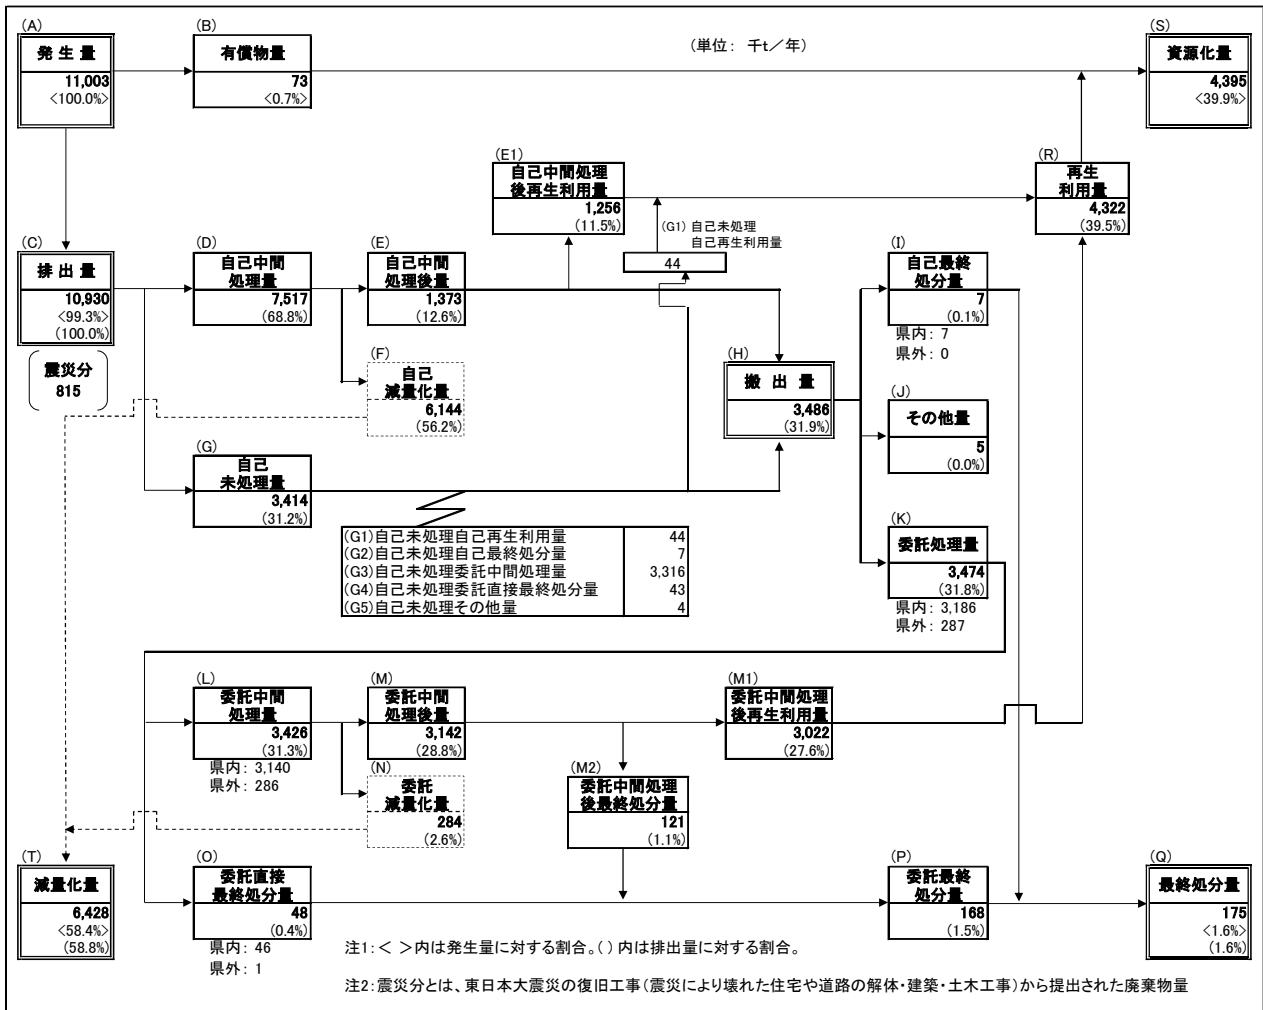 (A)
発生量
11,003
<100.0%>
(B)
有償物量
73
<0.7%>
(単位: 千t/年)
(S)
資源化量
4,395
<39.9%>
(E1)
自己中間処理
後再生利用量
1,256
(11.5%)
(R)
再生
利用量
4,322
(39.5%)
(G1) 自己未処理
自己再生利用量
44
(C)
排出量
10,930
<99.3%>
(100.0%)
震災分
815
(D)
自己中間
処理量
7,517
(68.8%)
(E)
自己中間
処理後量
1,373
(12.6%)
(F)
自己
減量化量
6,144
(56.2%)
(G)
自己
未処理量
3,414
(31.2%)
(H)
搬出量
3,486
(31.9%)
(I)
自己最終
処分量
7
(0.1%)
県内: 7
県外: 0
(J)
その他量
5
(0.0%)
(K)
委託処理量
3,474
(31.8%)
県内: 3,186
県外: 287
(G1)自己未処理自己再生利用量 44
(G2)自己未処理自己最終処分量 7
(G3)自己未処理委託中間処理量 3,316
(G4)自己未処理委託直接最終処分量 43
(G5)自己未処理その他量 4
(L)
委託中間
処理量
3,426
(31.3%)
県内: 3,140
県外: 286
(M)
委託中間
処理後量
3,142
(28.8%)
(N)
委託
減量化量
284
(2.6%)
(M1)
委託中間処理
後再生利用量
3,022
(27.6%)
(M2)
委託中間処理
後最終処分量
121
(1.1%)
(T)
減量化量
6,428
<58.4%>
(58.8%)
(O)
委託直接
最終処分量
48
(0.4%)
県内: 46
県外: 1
(P)
委託最終
処分量
168
(1.5%)
(Q)
最終処分量
175
<1.6%>
(1.6%)
注1:< >内は発生量に対する割合。( )内は排出量に対する割合。
注2:震災分とは、東日本大震災の復旧工事(震災により壊れた住宅や道路の解体・建築・土木工事)から提出された廃棄物量